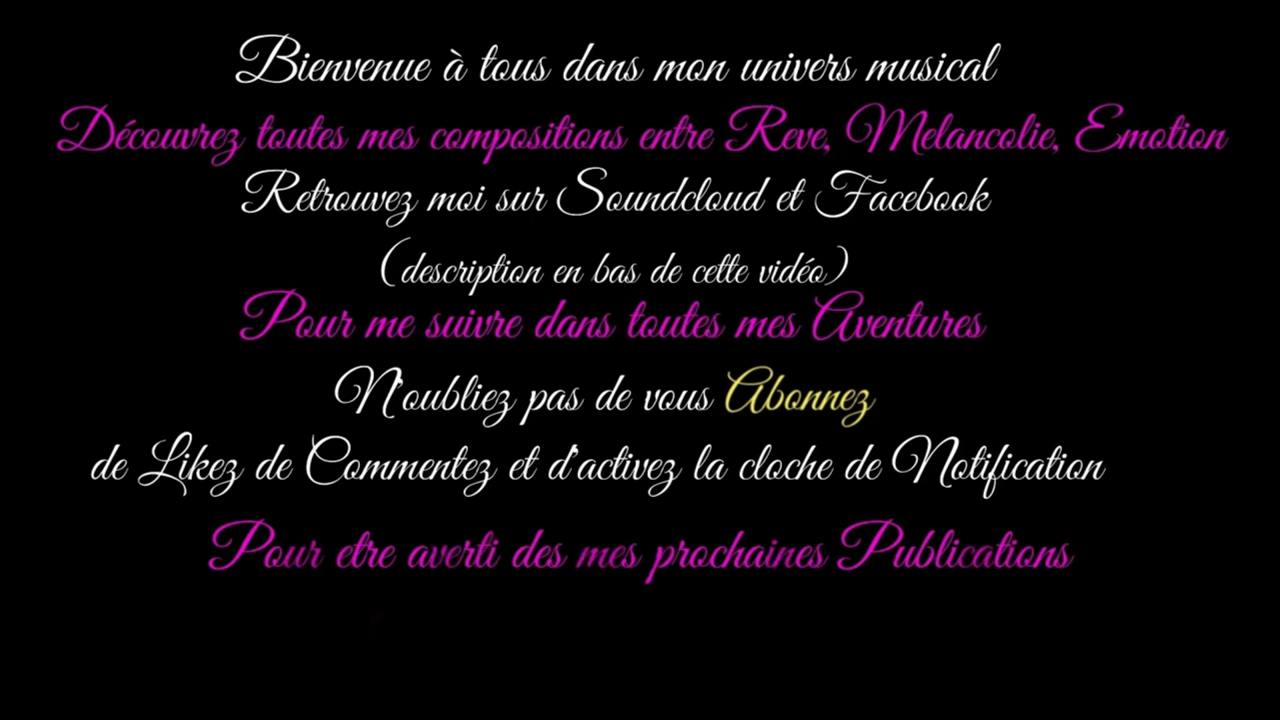 Bienvenue à tous dans mon univers musical
Découvrez toutes mes compositions entre Reve, Melancolie, Emotion
Retrouvez moi sur Soundcloud et Facebook
(description en bas de cette vidéo)
Pour me suivre dans toutes mes Aventures
N'oubliez pas de vous Abonnez
de Likez de Commentez et d'activez la cloche de Notification
Pour etre averti des mes prochaines Publications